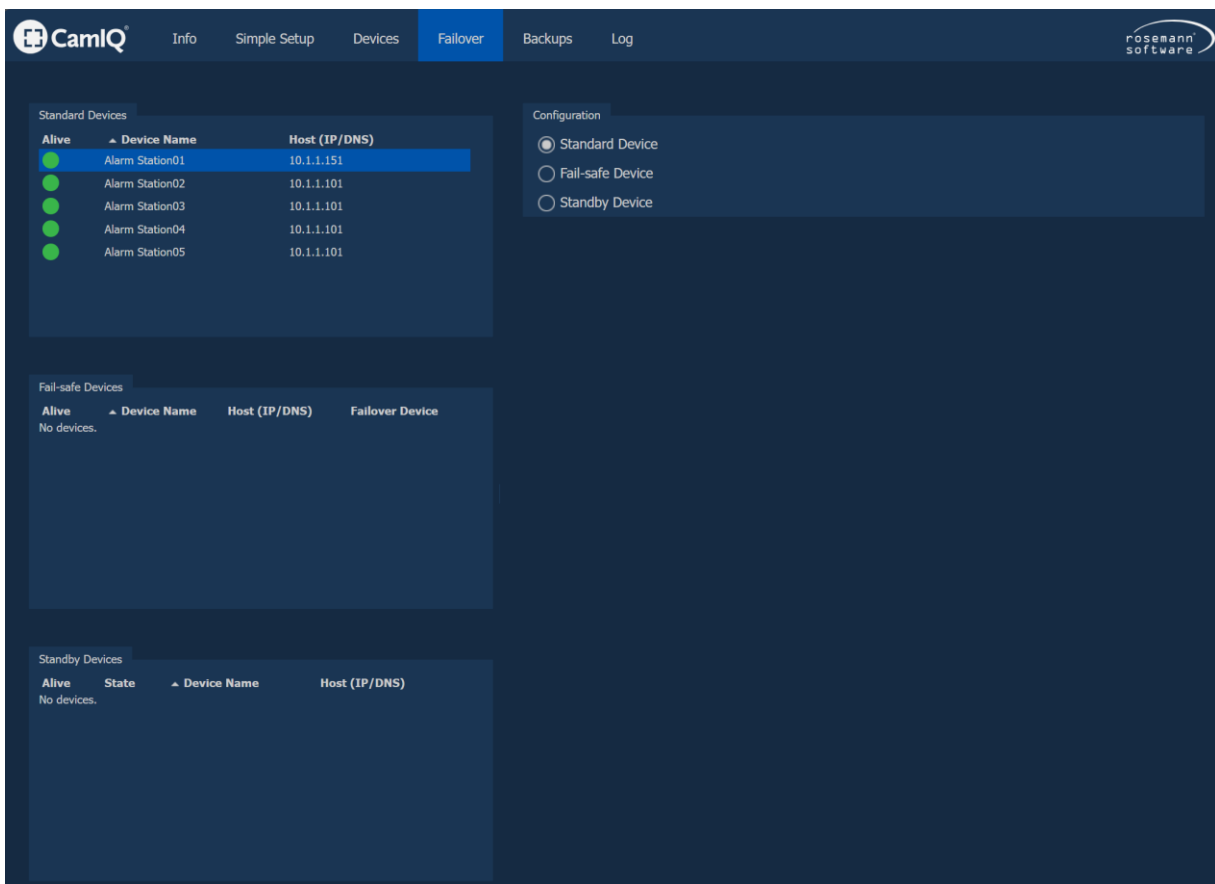 CamIQ® Info Simple Setup Devices Failover Backups Log
rosemann®
software
Standard Devices
Alive Device Name Host (IP/DNS)
Alarm Station01 10.1.1.151
Alarm Station02 10.1.1.101
Alarm Station03 10.1.1.101
Alarm Station04 10.1.1.101
Alarm Station05 10.1.1.101
Configuration
Standard Device
Fail-safe Device
Standby Device
Fail-safe Devices
Alive Device Name Host (IP/DNS) Failover Device
No devices.
Standby Devices
Alive State Device Name Host (IP/DNS)
No devices.